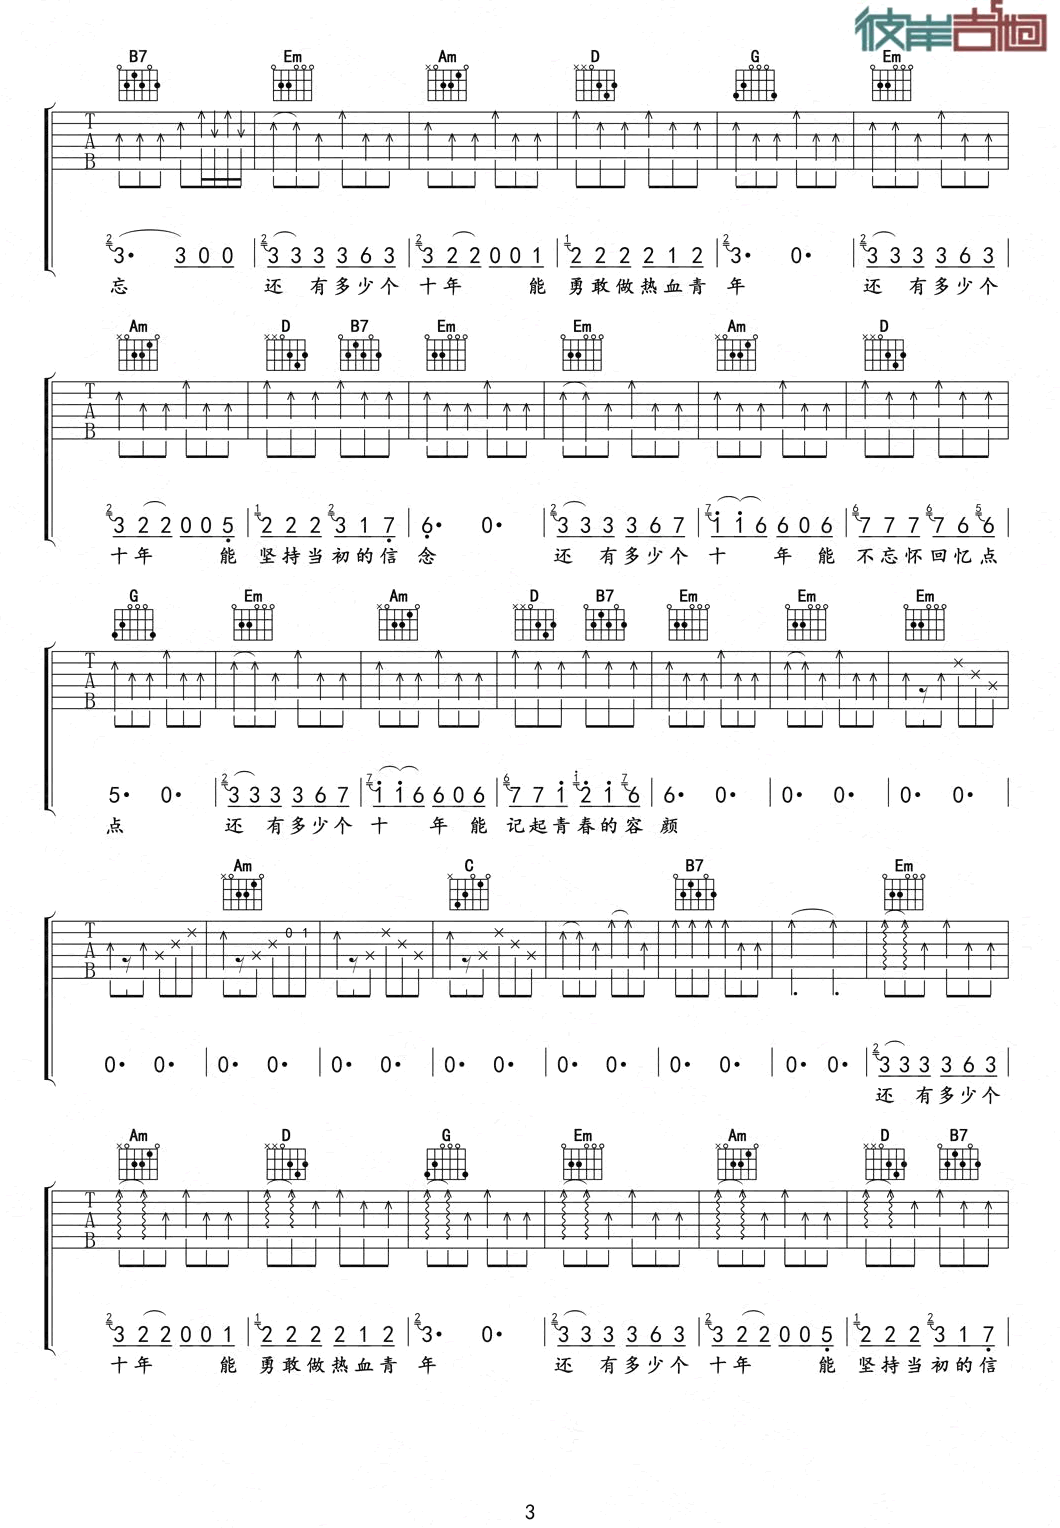 彼岸吉他
B7 Em Am D G Em
T A B
3· 3 0 0 | 3 3 3 3 6 3 | 3 2 2 0 0 1 | 2 2 2 2 1 2 | 3· 0· | 3 3 3 3 6 3 |
忘 还 有多少个 十年 能 勇敢做热血青 年 还 有多少个
Am D B7 Em Em Am D
T A B
3 2 2 0 0 5 | 2 2 2 3 1 7 | 6· 0· | 3 3 3 3 6 7 | 1 1 6 6 0 6 | 7 7 7 7 6 6 |
十年 能 坚持当初的信 念 还 有多少个 十 年能 不忘怀回忆点
G Em Am D B7 Em Em Em
T A B
5· 0· | 3 3 3 3 6 7 | 1 1 6 6 0 6 | 7 7 1 2 1 6 | 6· 0· | 0· 0· | 0· 0· |
点 还 有多少个 十 年能 记起青春的容 颜
Am C B7 Em
T A B 0 1
0· 0· | 0· 0· | 0· 0· | 0· 0· | 0· 0· | 0· 0· | 0· 0· | 3 3 3 3 6 3 |
还 有多少个
Am D G Em Am D B7
T A B
3 2 2 0 0 1 | 2 2 2 2 1 2 | 3· 0· | 3 3 3 3 6 3 | 3 2 2 0 0 5 | 2 2 2 3 1 7 |
十年 能 勇敢做热血青 年 还 有多少个 十年 能 坚持当初的信
3